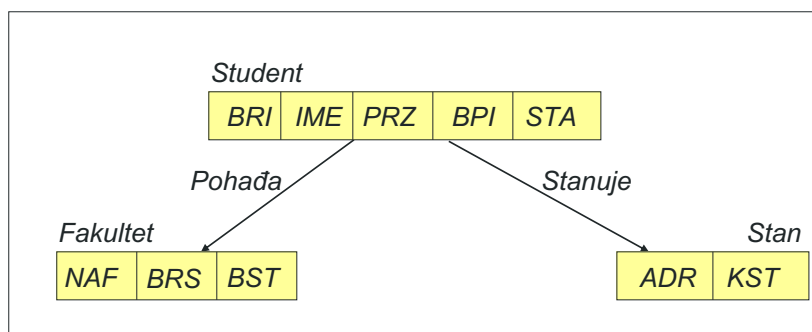 Student
BRI IME PRZ BPI STA
Pohađa Stanuje
Fakultet Stan
NAF BRS BST ADR KST